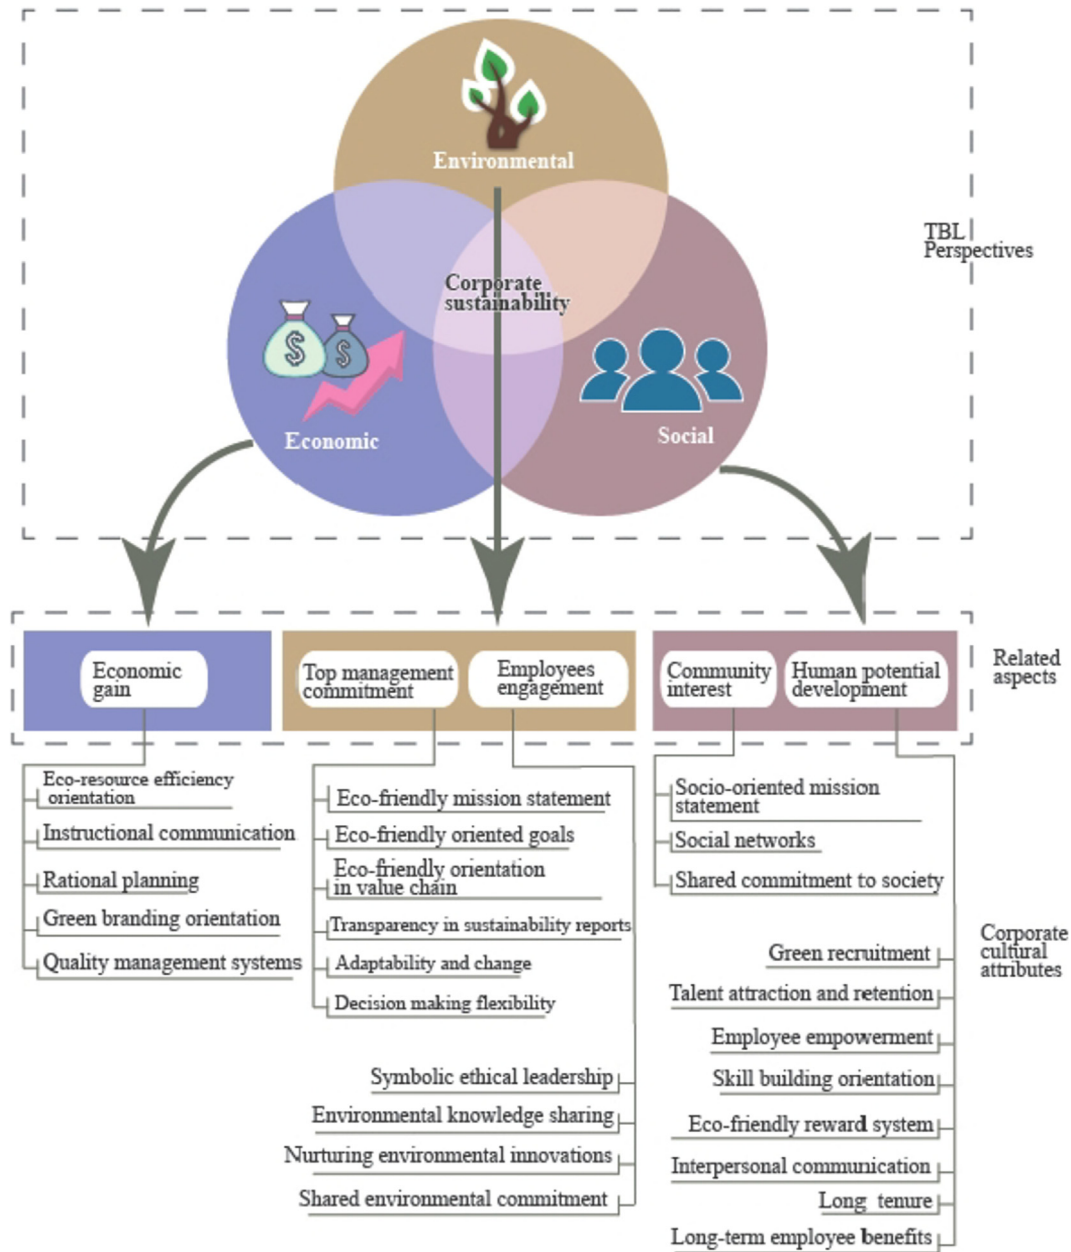 Environmental
TBL
Perspectives
Corporate
sustainability
$
$
Economic
Social
Economic
gain
Top management
commitment
Employees
engagement
Community
interest
Human potential
development
Related
aspects
Eco-resource efficiency
orientation
Instructional communication
Rational planning
Green branding orientation
Quality management systems
Eco-friendly mission statement
Eco-friendly oriented goals
Eco-friendly orientation
in value chain
Transparency in sustainability reports
Adaptability and change
Decision making flexibility
Symbolic ethical leadership
Environmental knowledge sharing
Nurturing environmental innovations
Shared environmental commitment
Socio-oriented mission
statement
Social networks
Shared commitment to society
Green recruitment
Talent attraction and retention
Employee empowerment
Skill building orientation
Eco-friendly reward system
Interpersonal communication
Long tenure
Long-term employee benefits
Corporate
cultural
attributes